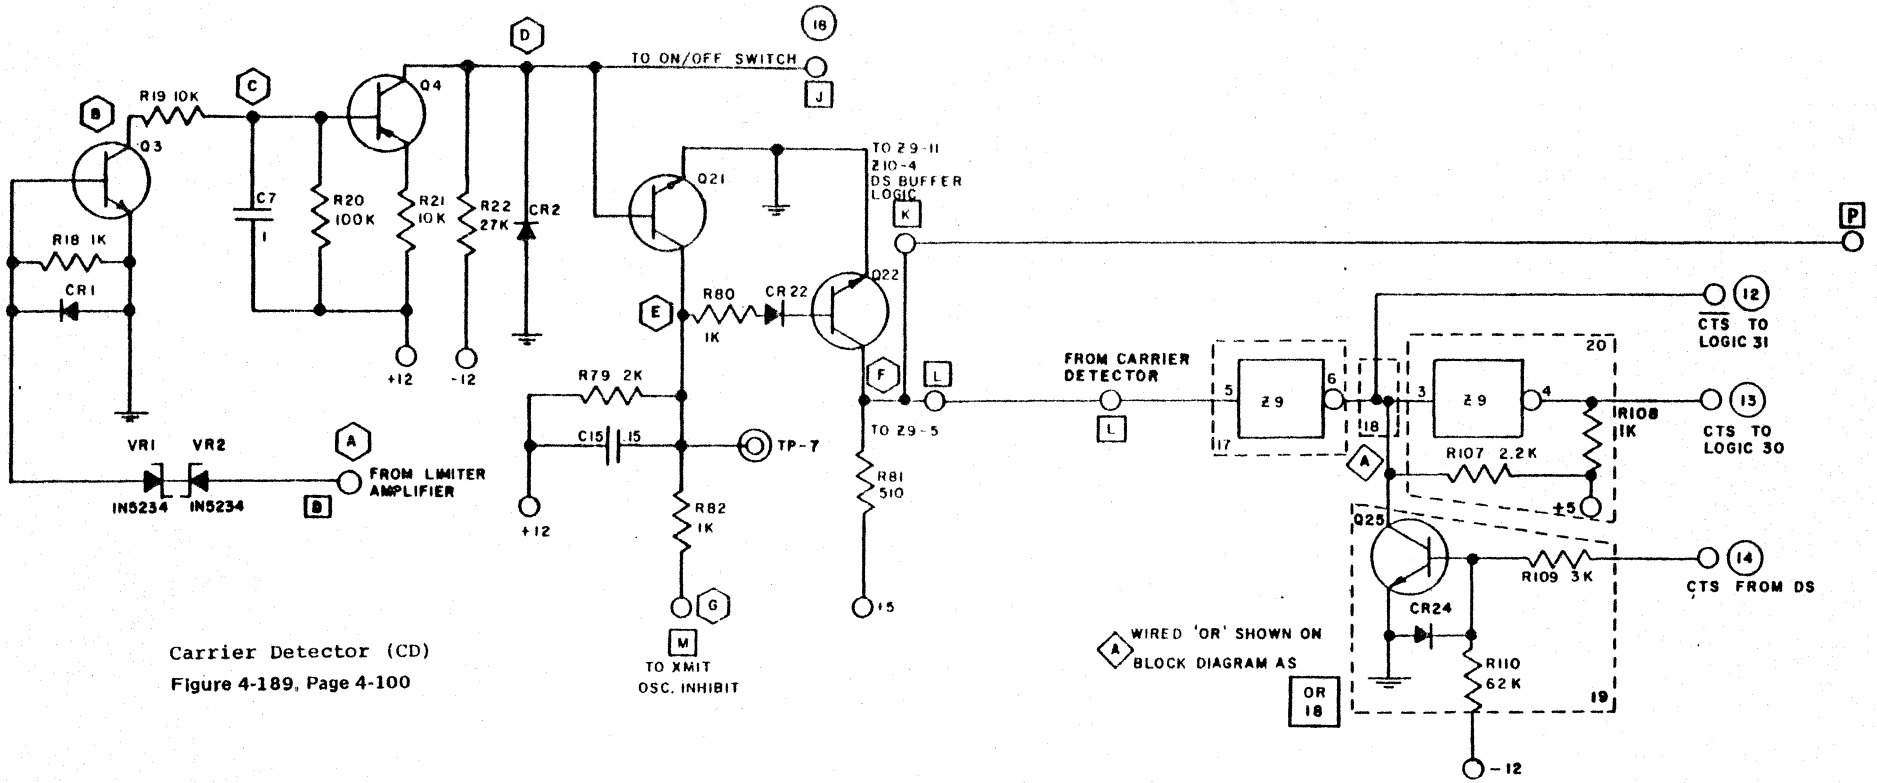 18
D
TO ON/OFF SWITCH
J
Q4
C
R19 10K
B
Q3
C7
1
R20
100K
R21
10K
R22
27K
CR2
+12
-12
R18 1K
CR1
Q21
TO Z9-11
Z10-4
DS BUFFER
LOGIC
K
P
Q22
E
R80
1K
CR22
F
L
TO Z9-5
R79 2K
C15
.15
TP-7
+12
R82
1K
R81
510
+5
G
M
TO XMIT
OSC. INHIBIT
VR1
VR2
1N5234
1N5234
A
FROM LIMITER
AMPLIFIER
D
FROM CARRIER
DETECTOR
L
5
Z9
6
17
18
3
Z9
4
20
12
CTS TO
LOGIC 31
13
CTS TO
LOGIC 30
R108
1K
R107 2.2K
+5
A
Q25
R109 3K
14
CTS FROM DS
CR24
R110
62K
19
-12
A
WIRED 'OR' SHOWN ON
BLOCK DIAGRAM AS
OR
18
Carrier Detector (CD)
Figure 4-189, Page 4-100